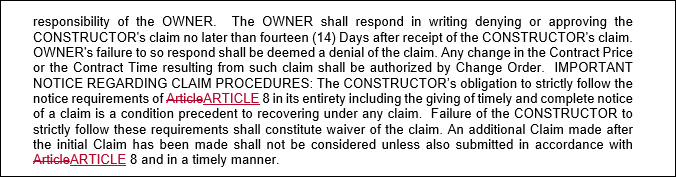 responsibility of the OWNER. The OWNER shall respond in writing denying or approving the
CONSTRUCTOR's claim no later than fourteen (14) Days after receipt of the CONSTRUCTOR's claim.
OWNER's failure to so respond shall be deemed a denial of the claim. Any change in the Contract Price
or the Contract Time resulting from such claim shall be authorized by Change Order. IMPORTANT
NOTICE REGARDING CLAIM PROCEDURES: The CONSTRUCTOR's obligation to strictly follow the
notice requirements of ArticleARTICLE 8 in its entirety including the giving of timely and complete notice
of a claim is a condition precedent to recovering under any claim. Failure of the CONSTRUCTOR to
strictly follow these requirements shall constitute waiver of the claim. An additional Claim made after
the initial Claim has been made shall not be considered unless also submitted in accordance with
ArticleARTICLE 8 and in a timely manner.